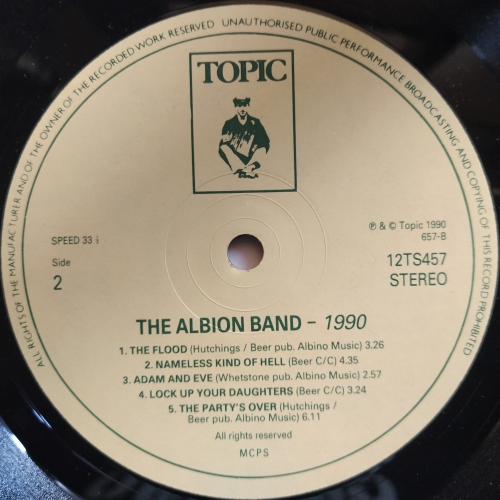 ALL RIGHTS OF THE MANUFACTURER AND OF THE OWNER OF THE RECORDED WORK RESERVED UNAUTHORISED PUBLIC PERFORMANCE BROADCASTING AND COPYING OF THIS RECORD PROHIBITED
TOPIC
SPEED 33 ⅓
Side
2
℗ & © Topic 1990
657-B
12TS457
STEREO
THE ALBION BAND – 1990
1. THE FLOOD (Hutchings / Beer pub. Albino Music) 3.26
2. NAMELESS KIND OF HELL (Beer C/C) 4.35
3. ADAM AND EVE (Whetstone pub. Albino Music) 2.57
4. LOCK UP YOUR DAUGHTERS (Beer C/C) 3.24
5. THE PARTY'S OVER (Hutchings /
Beer pub. Albino Music) 6.11
All rights reserved
MCPS